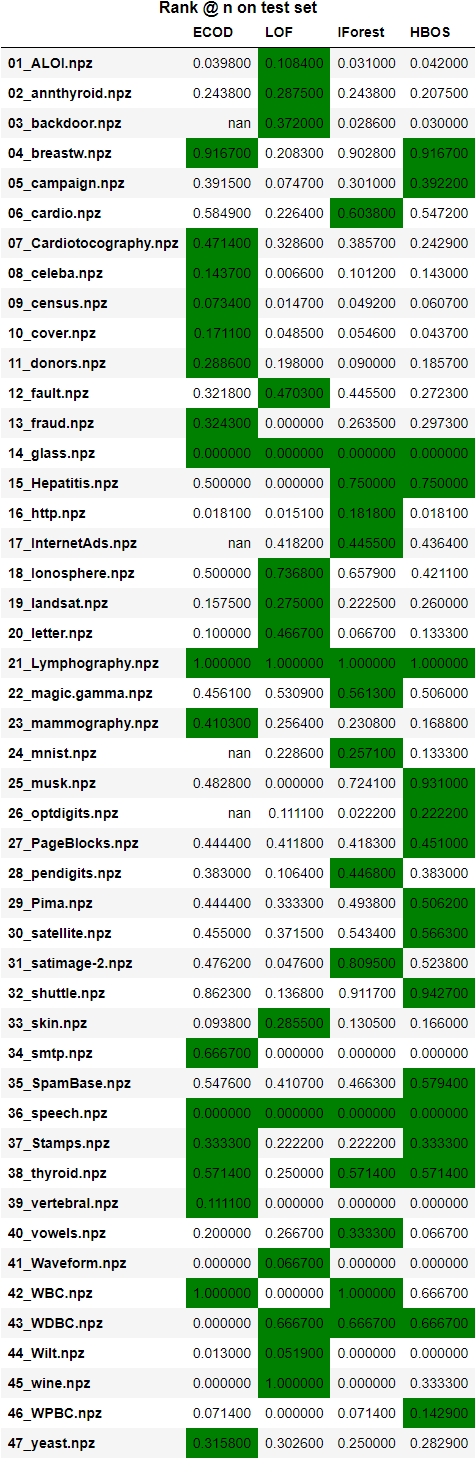 Rank @ n on test set
ECOD LOF IForest HBOS
01_ALOI.npz 0.039800 0.108400 0.031000 0.042000
02_annthyroid.npz 0.243800 0.287500 0.243800 0.207500
03_backdoor.npz nan 0.372000 0.028600 0.030000
04_breastw.npz 0.916700 0.208300 0.902800 0.916700
05_campaign.npz 0.391500 0.074700 0.301000 0.392200
06_cardio.npz 0.584900 0.226400 0.603800 0.547200
07_Cardiotocography.npz 0.471400 0.328600 0.385700 0.242900
08_celeba.npz 0.143700 0.006600 0.101200 0.143000
09_census.npz 0.073400 0.014700 0.049200 0.060700
10_cover.npz 0.171100 0.048500 0.054600 0.043700
11_donors.npz 0.288600 0.198000 0.090000 0.185700
12_fault.npz 0.321800 0.470300 0.445500 0.272300
13_fraud.npz 0.324300 0.000000 0.263500 0.297300
14_glass.npz 0.000000 0.000000 0.000000 0.000000
15_Hepatitis.npz 0.500000 0.000000 0.750000 0.750000
16_http.npz 0.018100 0.015100 0.181800 0.018100
17_InternetAds.npz nan 0.418200 0.445500 0.436400
18_Ionosphere.npz 0.500000 0.736800 0.657900 0.421100
19_landsat.npz 0.157500 0.275000 0.222500 0.260000
20_letter.npz 0.100000 0.466700 0.066700 0.133300
21_Lymphography.npz 1.000000 1.000000 1.000000 1.000000
22_magic.gamma.npz 0.456100 0.530900 0.561300 0.506000
23_mammography.npz 0.410300 0.256400 0.230800 0.168800
24_mnist.npz nan 0.228600 0.257100 0.133300
25_musk.npz 0.482800 0.000000 0.724100 0.931000
26_optdigits.npz nan 0.111100 0.022200 0.222200
27_PageBlocks.npz 0.444400 0.411800 0.418300 0.451000
28_pendigits.npz 0.383000 0.106400 0.446800 0.383000
29_Pima.npz 0.444400 0.333300 0.493800 0.506200
30_satellite.npz 0.455000 0.371500 0.543400 0.566300
31_satimage-2.npz 0.476200 0.047600 0.809500 0.523800
32_shuttle.npz 0.862300 0.136800 0.911700 0.942700
33_skin.npz 0.093800 0.285500 0.130500 0.166000
34_smtp.npz 0.666700 0.000000 0.000000 0.000000
35_SpamBase.npz 0.547600 0.410700 0.466300 0.579400
36_speech.npz 0.000000 0.000000 0.000000 0.000000
37_Stamps.npz 0.333300 0.222200 0.222200 0.333300
38_thyroid.npz 0.571400 0.250000 0.571400 0.571400
39_vertebral.npz 0.111100 0.000000 0.000000 0.000000
40_vowels.npz 0.200000 0.266700 0.333300 0.066700
41_Waveform.npz 0.000000 0.066700 0.000000 0.000000
42_WBC.npz 1.000000 0.000000 1.000000 0.666700
43_WDBC.npz 0.000000 0.666700 0.666700 0.666700
44_Wilt.npz 0.013000 0.051900 0.000000 0.000000
45_wine.npz 0.000000 1.000000 0.000000 0.333300
46_WPBC.npz 0.071400 0.000000 0.071400 0.142900
47_yeast.npz 0.315800 0.302600 0.250000 0.282900